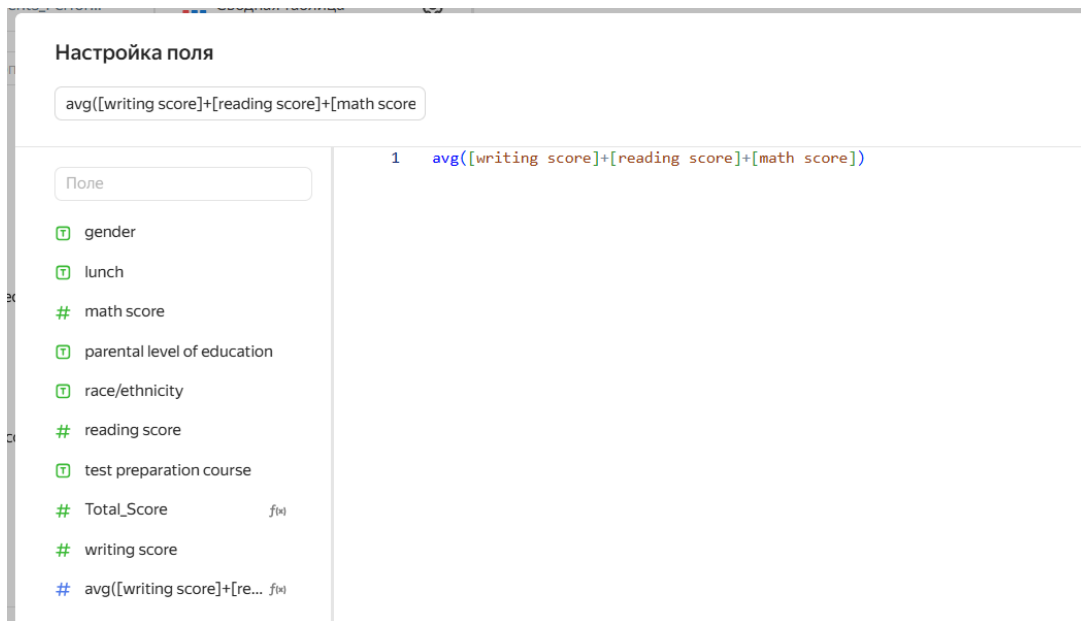 Сводная таблица
Настройка поля
avg([writing score]+[reading score]+[math score
1 avg([writing score]+[reading score]+[math score])
Поле
T gender
T lunch
# math score
T parental level of education
T race/ethnicity
# reading score
T test preparation course
# Total_Score f(x)
# writing score
# avg([writing score]+[re... f(x)